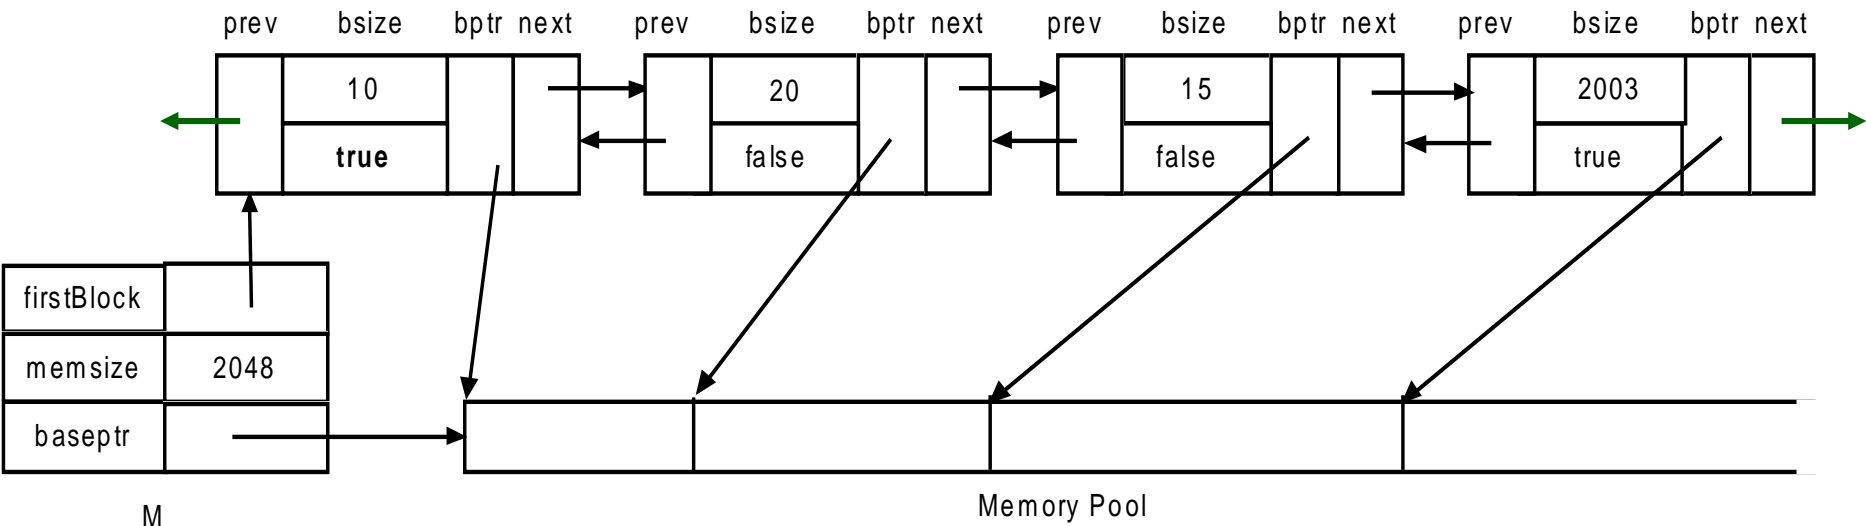 prev bsize bptr next prev bsize bptr next prev bsize bptr next prev bsize bptr next
10 20 15 2003
true false false true
firstBlock
memsize 2048
baseptr
M
Memory Pool